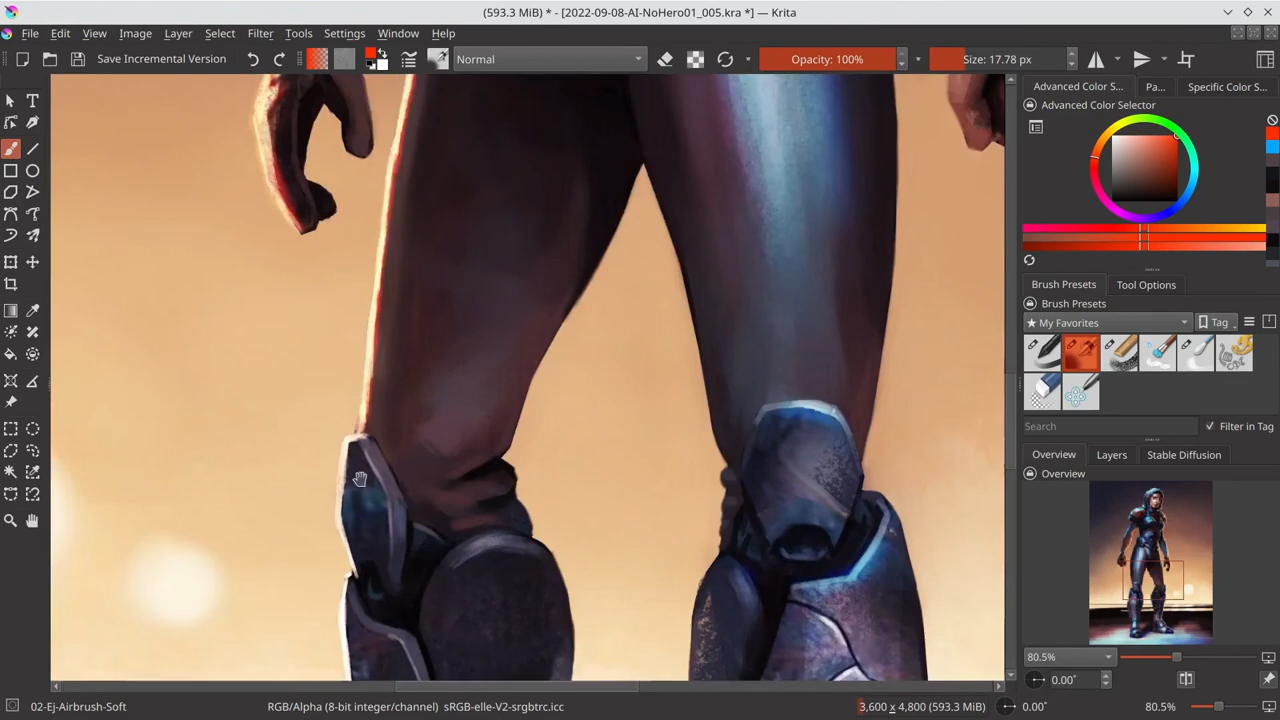 (593.3 MiB) * - [2022-09-08-AI-NoHero01_005.kra *] — Krita
File Edit View Image Layer Select Filter Tools Settings Window Help
Save Incremental Version Normal Opacity: 100% Size: 17.78 px
Advanced Color S... Pa... Specific Color S...
Advanced Color Selector
Brush Presets Tool Options
Brush Presets
★ My Favorites Tag
Search Filter in Tag
Overview Layers Stable Diffusion
Overview
80.5%
0.00°
02-Ej-Airbrush-Soft RGB/Alpha (8-bit integer/channel) sRGB-elle-V2-srgbtrc.icc 3,600 x 4,800 (593.3 MiB) 0.00° 80.5%